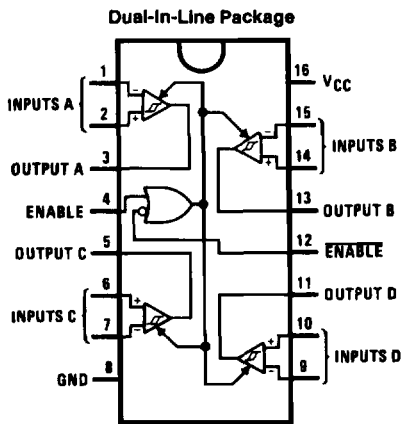 Dual-In-Line Package
1
INPUTS A
2
3
OUTPUT A
4
ENABLE
5
OUTPUT C
6
INPUTS C
7
8
GND
16
VCC
15
INPUTS B
14
13
OUTPUT B
12
ENABLE
11
OUTPUT D
10
INPUTS D
9
- + - + + - + -